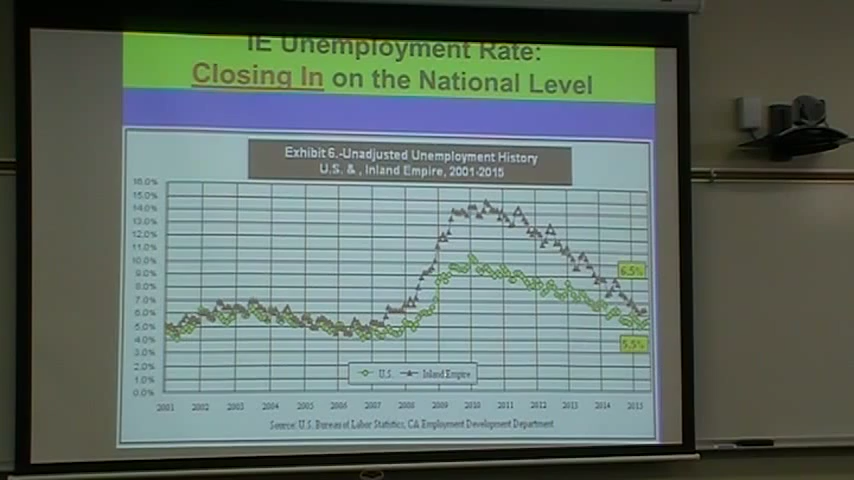 IE Unemployment Rate:
Closing In on the National Level
Exhibit 6.-Unadjusted Unemployment History
U.S. & , Inland Empire, 2001-2015
16.0%
15.0%
14.0%
13.0%
12.0%
11.0%
10.0%
9.0%
8.0%
7.0%
6.0%
5.0%
4.0%
3.0%
2.0%
1.0%
0.0%
6.5%
5.5%
U.S. Inland Empire
2001 2002 2003 2004 2005 2006 2007 2008 2009 2010 2011 2012 2013 2014 2015
Source: U.S. Bureau of Labor Statistics, CA Employment Development Department